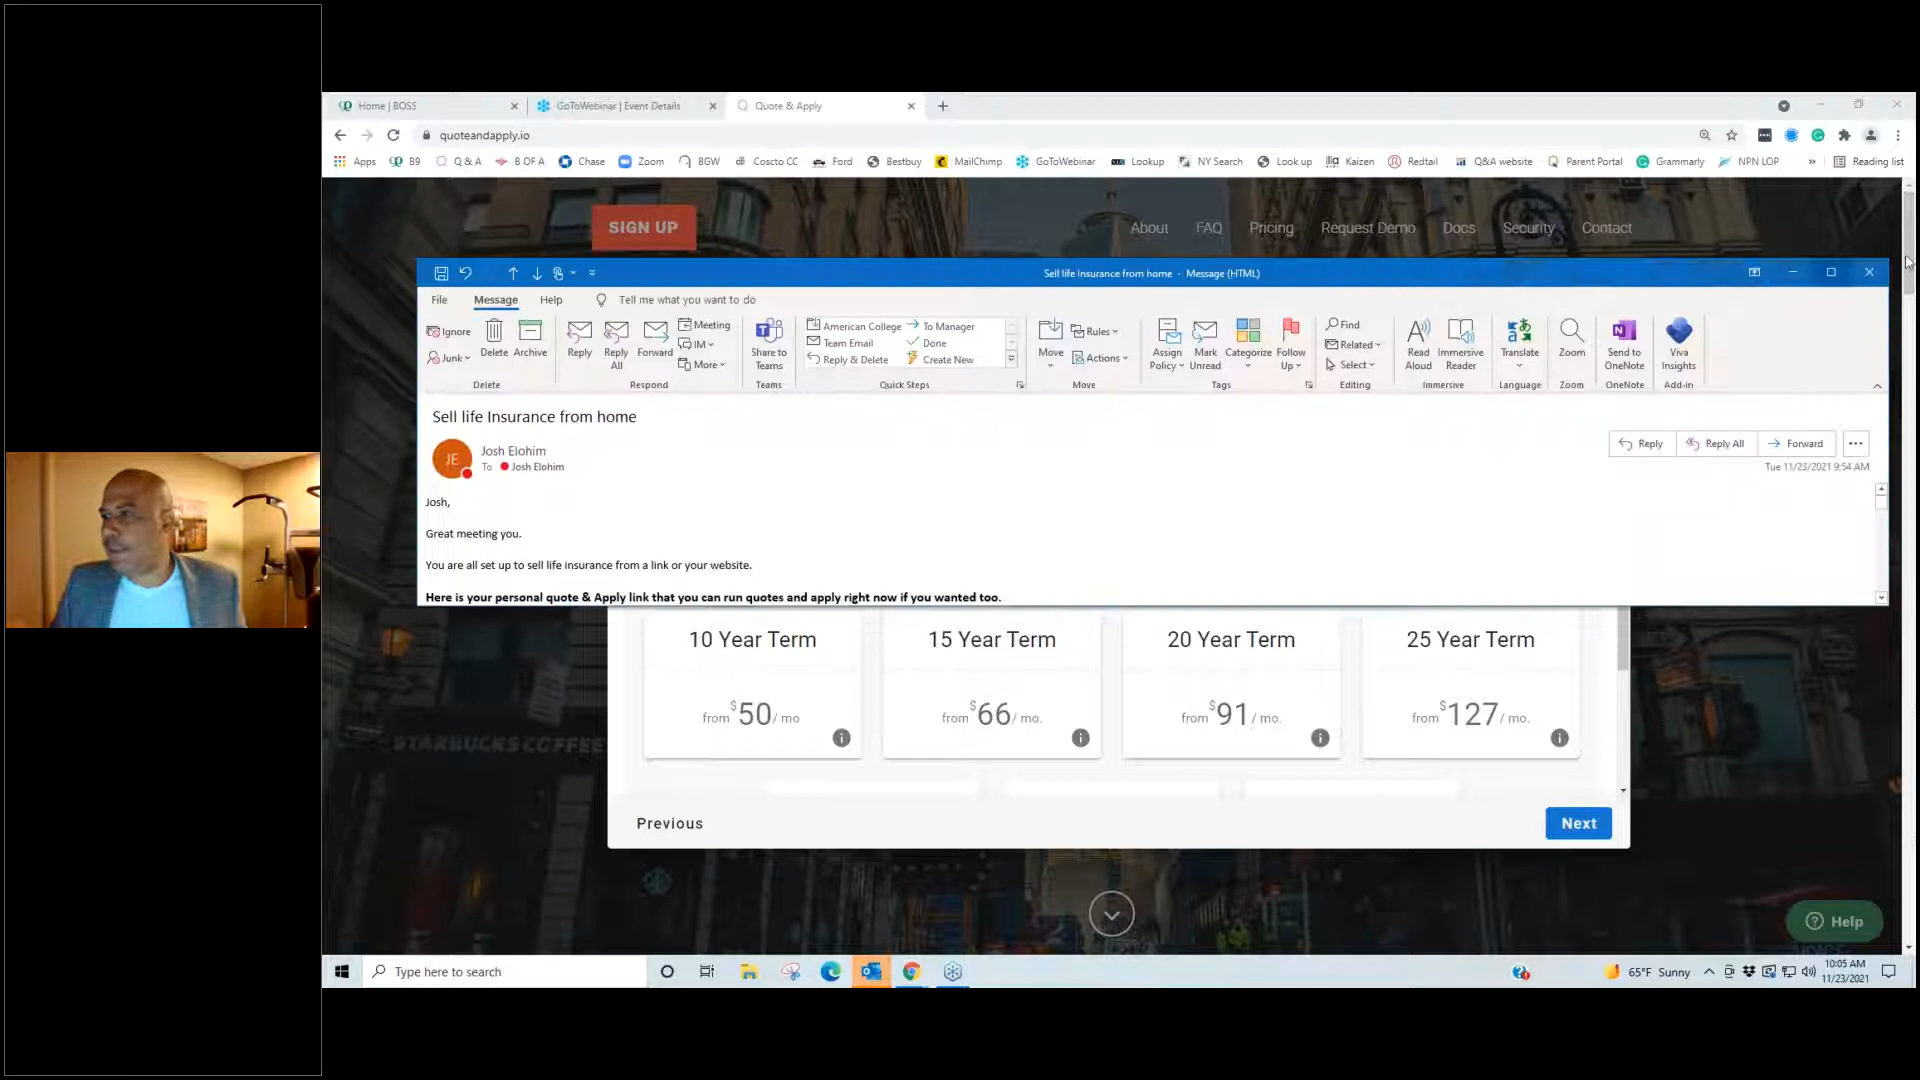 Home | BOSS
GoToWebinar | Event Details
Quote & Apply
quoteandapply.io
Apps B9 Q & A B OF A Chase Zoom BGW Coscto CC Ford Bestbuy MailChimp GoToWebinar Lookup NY Search Look up Kaizen Redtail Q&A website Parent Portal Grammarly NPN LOP » Reading list
SIGN UP
About FAQ Pricing Request Demo Docs Security Contact
Sell life Insurance from home - Message (HTML)
File Message Help Tell me what you want to do
Ignore
Junk
Delete
Archive
Delete
Reply
Reply All
Forward
Meeting
IM
More
Respond
Share to Teams
Teams
American College
Team Email
Reply & Delete
To Manager
Done
Create New
Quick Steps
Move
Rules
Actions
Move
Assign Policy
Mark Unread
Categorize
Follow Up
Tags
Find
Related
Select
Editing
Read Aloud
Immersive Reader
Immersive
Translate
Language
Zoom
Zoom
Send to OneNote
OneNote
Viva Insights
Add-in
Sell life Insurance from home
JE
Josh Elohim
To Josh Elohim
Reply Reply All Forward
Tue 11/23/2021 9:54 AM
Josh,
Great meeting you.
You are all set up to sell life insurance from a link or your website.
Here is your personal quote & Apply link that you can run quotes and apply right now if you wanted too.
10 Year Term 15 Year Term 20 Year Term 25 Year Term
from $50/ mo from $66/ mo. from $91/ mo. from $127/ mo.
STARBUCKS COFFEE
Previous
Next
Help
Type here to search
65°F Sunny
10:05 AM
11/23/2021